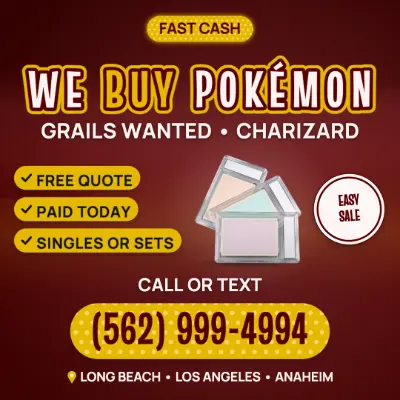 FAST CASH
WE BUY POKÉMON
GRAILS WANTED • CHARIZARD
FREE QUOTE
PAID TODAY
SINGLES OR SETS
EASY
SALE
CALL OR TEXT
(562) 999-4994
LONG BEACH • LOS ANGELES • ANAHEIM